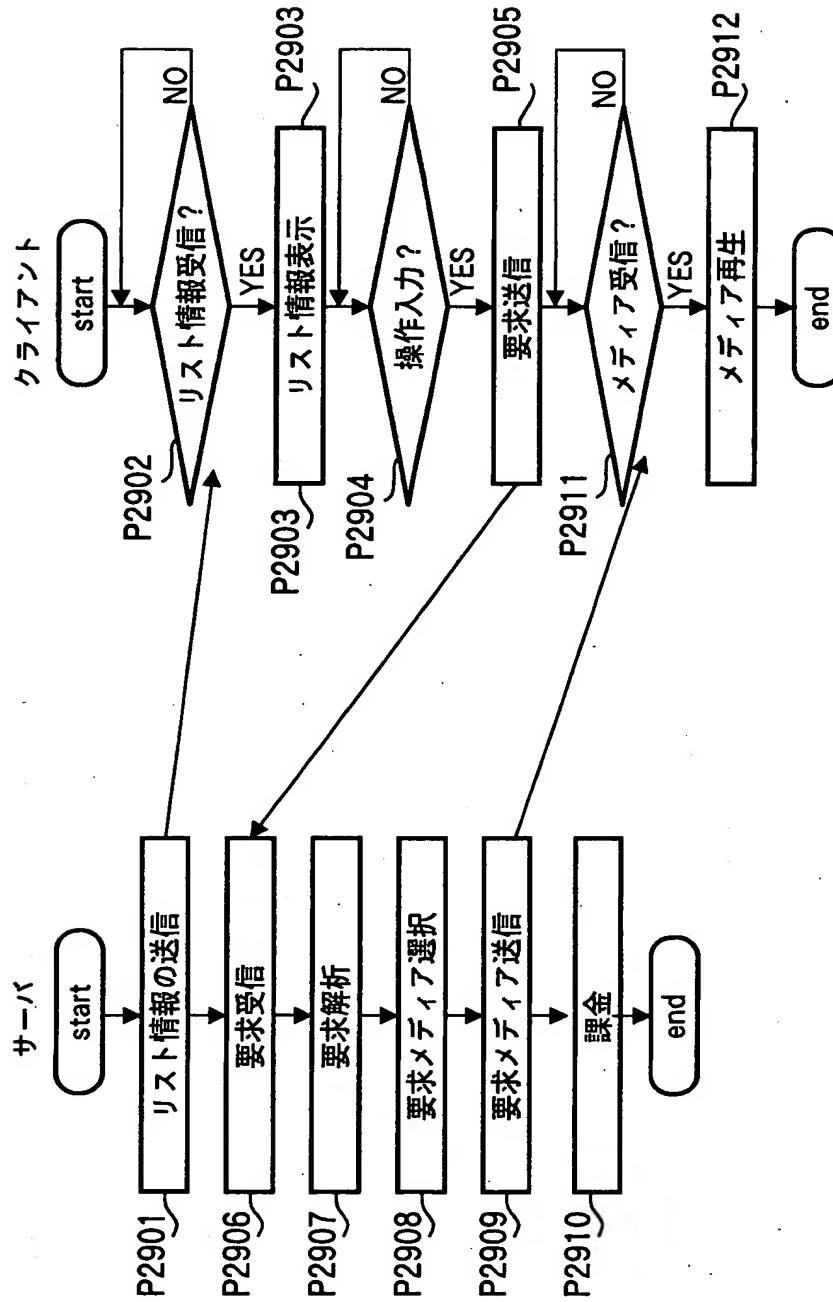 サーバ
start
P2901
リスト情報の送信
P2906
要求受信
P2907
要求解析
P2908
要求メディア選択
P2909
要求メディア送信
P2910
課金
end
クライアント
start
P2902
リスト情報受信?
NO
YES
P2903
リスト情報表示
P2903
P2904
操作入力?
NO
YES
要求送信
P2905
P2911
メディア受信?
NO
YES
メディア再生
P2912
end